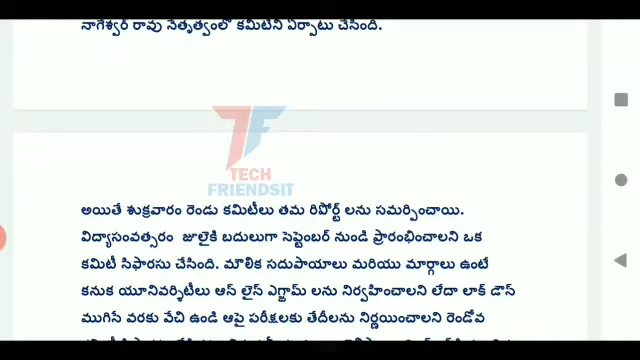 నాగేశ్వర్ రావు నేతృత్వంలో కమిటీని ఏర్పాటు చేసింది.
TECH
FRIENDSIT
అయితే శుక్రవారం రెండు కమిటీలు తమ రిపోర్ట్ లను సమర్పించాయి.
విద్యాసంవత్సరం జూలైకి బదులుగా సెప్టెంబర్ నుండి ప్రారంభించాలని ఒక
కమిటీ సిఫారసు చేసింది. మౌలిక సదుపాయాలు మరియు మార్గాలు ఉంటే
కనుక యూనివర్శిటీలు ఆన్ లైన్ ఎగ్జామ్ లను నిర్వహించాలని లేదా లాక్ డౌన్
ముగిసే వరకు వేచి ఉండి ఆపై పరీక్షలకు తేదీలను నిర్ణయించాలని రెండోవ